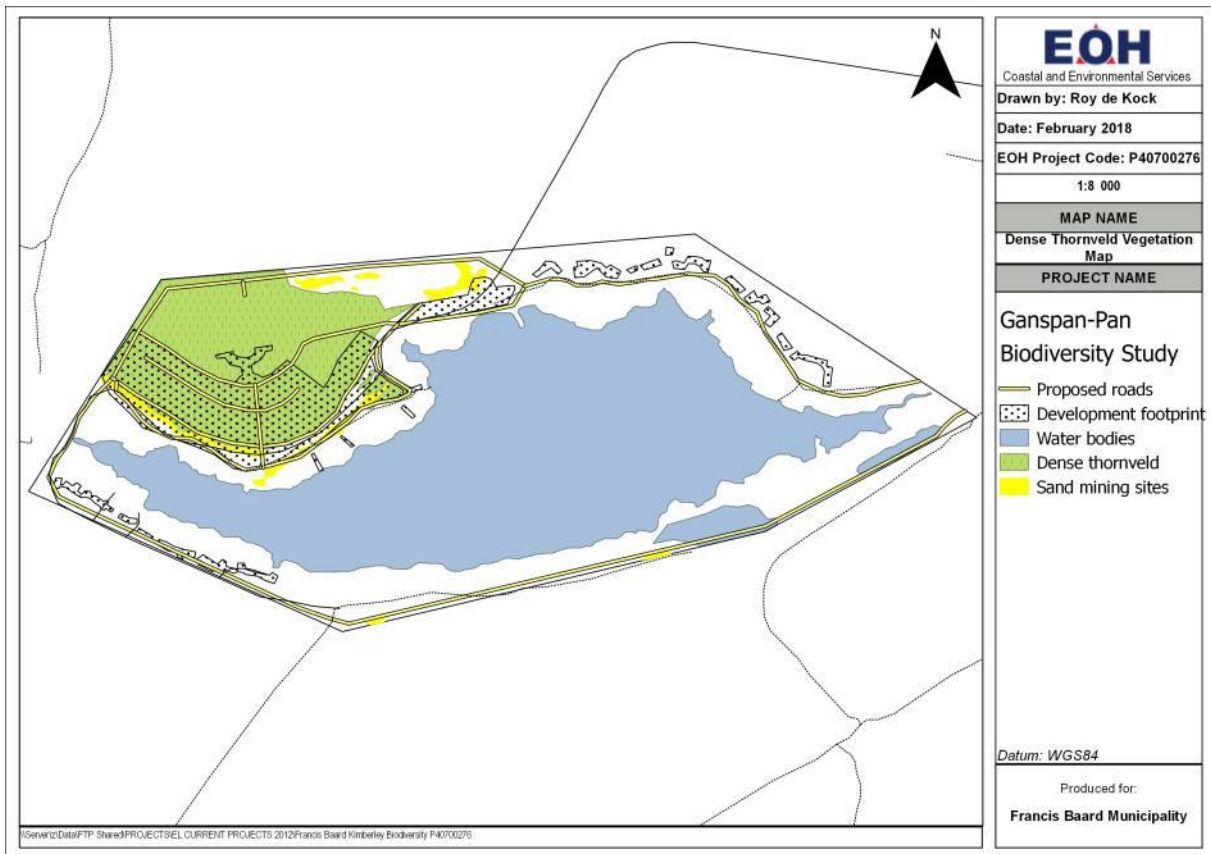 N
EOH
Coastal and Environmental Services
Drawn by: Roy de Kock
Date: February 2018
EOH Project Code: P40700276
1:8 000
MAP NAME
Dense Thornveld Vegetation
Map
PROJECT NAME
Ganspan-Pan
Biodiversity Study
Proposed roads
Development footprint
Water bodies
Dense thornveld
Sand mining sites
Datum: WGS84
Produced for:
Francis Baard Municipality
\\Server\z\Data\FTP Shared\PROJECTS\EL CURRENT PROJECTS 2012\Francis Baard Kimberley Biodiversity P40700276